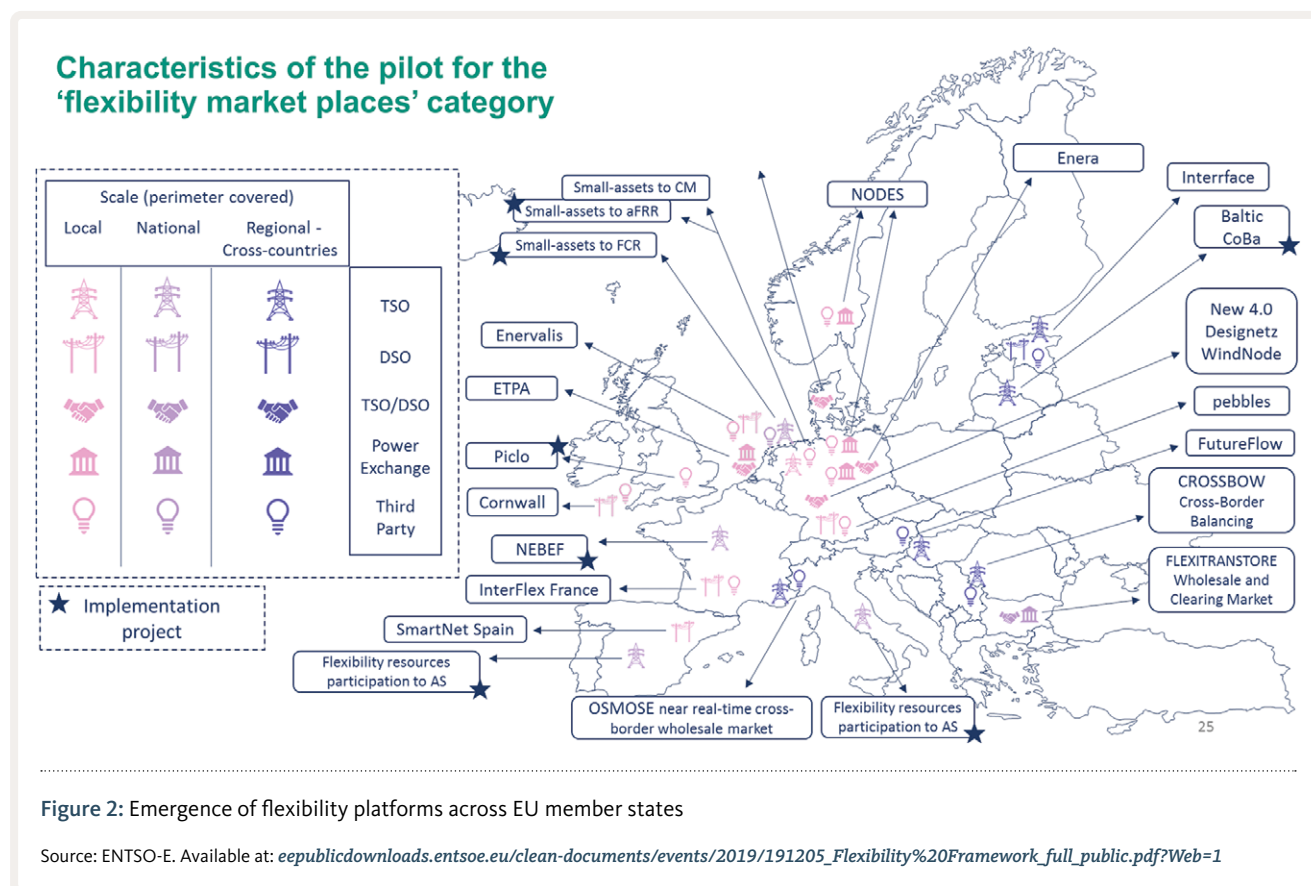 Characteristics of the pilot for the
‘flexibility market places’ category
Scale (perimeter covered)
Local
National
Regional -
Cross-countries
TSO
DSO
TSO/DSO
Power
Exchange
Third
Party
Implementation
project
Small-assets to CM
Small-assets to aFRR
Small-assets to FCR
Enervalis
ETPA
Piclo
Cornwall
NEBEF
InterFlex France
SmartNet Spain
Flexibility resources
participation to AS
OSMOSE near real-time cross-
border wholesale market
Flexibility resources
participation to AS
NODES
Enera
Interrface
Baltic
CoBa
New 4.0
Designetz
WindNode
pebbles
FutureFlow
CROSSBOW
Cross-Border
Balancing
FLEXITRANSTORE
Wholesale and
Clearing Market
25
Figure 2: Emergence of flexibility platforms across EU member states
Source: ENTSO-E. Available at: eepublicdownloads.entsoe.eu/clean-documents/events/2019/191205_Flexibility%20Framework_full_public.pdf?Web=1